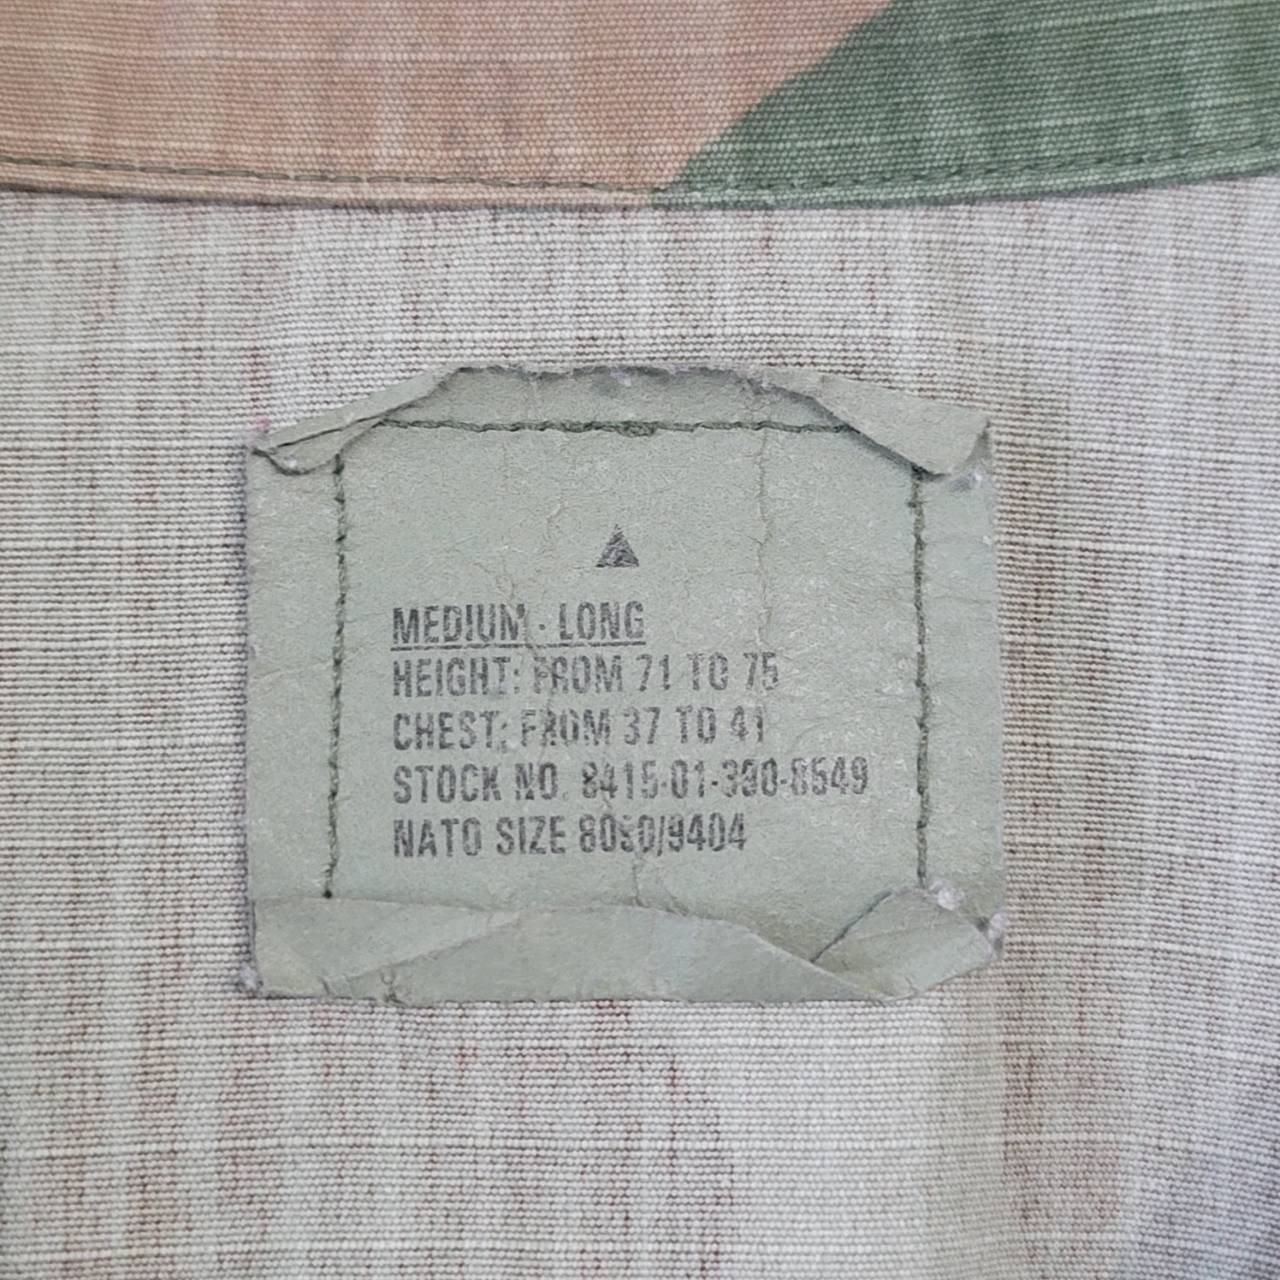 MEDIUM - LONG
HEIGHT: FROM 71 TO 75
CHEST: FROM 37 TO 41
STOCK NO. 8415-01-390-8549
NATO SIZE 8090/9404